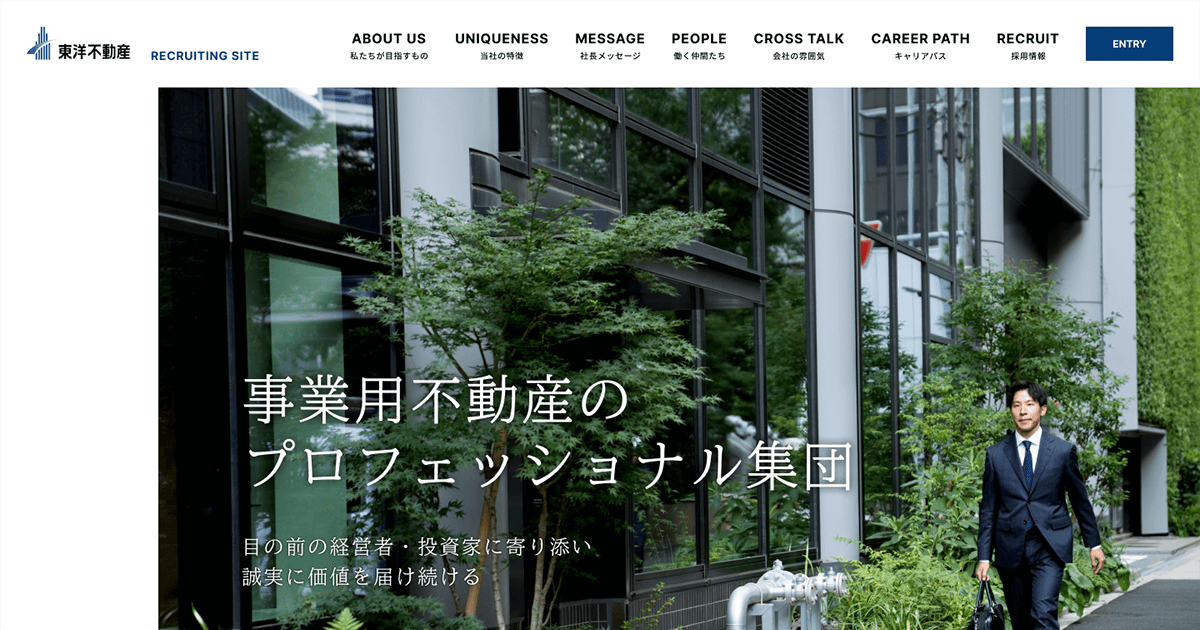 東洋不動産
RECRUITING SITE
ABOUT US
私たちが目指すもの
UNIQUENESS
当社の特徴
MESSAGE
社長メッセージ
PEOPLE
働く仲間たち
CROSS TALK
会社の雰囲気
CAREER PATH
キャリアパス
RECRUIT
採用情報
ENTRY
事業用不動産の
プロフェッショナル集団
目の前の経営者・投資家に寄り添い
誠実に価値を届け続ける